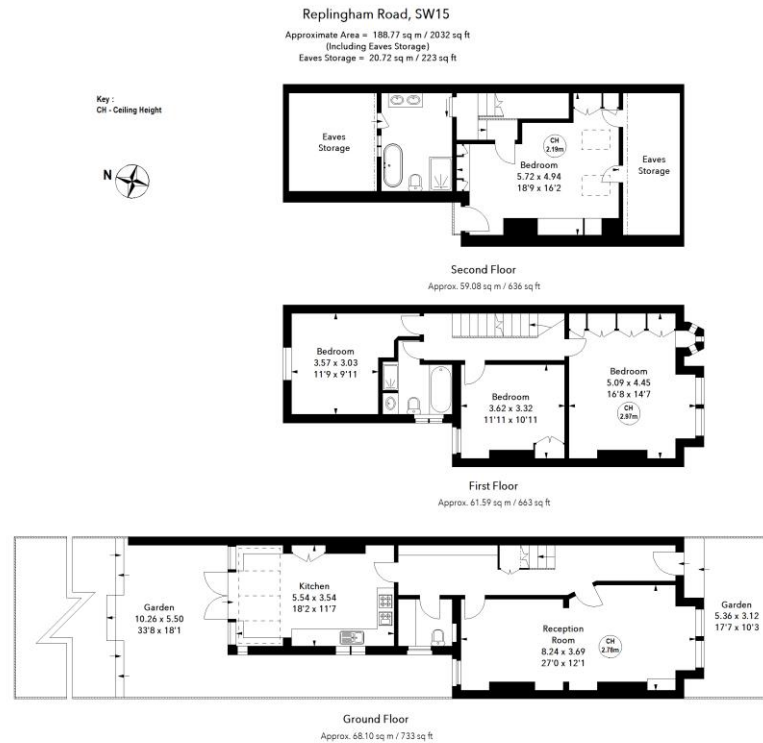 Replingham Road, SW15
Approximate Area = 188.77 sq m / 2032 sq ft
(Including Eaves Storage)
Eaves Storage = 20.72 sq m / 223 sq ft
Key :
CH - Ceiling Height
N
Eaves
Storage
CH
2.19m
Bedroom
5.72 x 4.94
18'9 x 16'2
Eaves
Storage
Second Floor
Approx. 59.08 sq m / 636 sq ft
Bedroom
3.57 x 3.03
11'9 x 9'11
Bedroom
3.62 x 3.32
11'11 x 10'11
Bedroom
5.09 x 4.45
16'8 x 14'7
CH
2.97m
First Floor
Approx. 61.59 sq m / 663 sq ft
Garden
10.26 x 5.50
33'8 x 18'1
Kitchen
5.54 x 3.54
18'2 x 11'7
Reception
Room
8.24 x 3.69
27'0 x 12'1
CH
2.78m
Garden
5.36 x 3.12
17'7 x 10'3
Ground Floor
Approx. 68.10 sq m / 733 sq ft